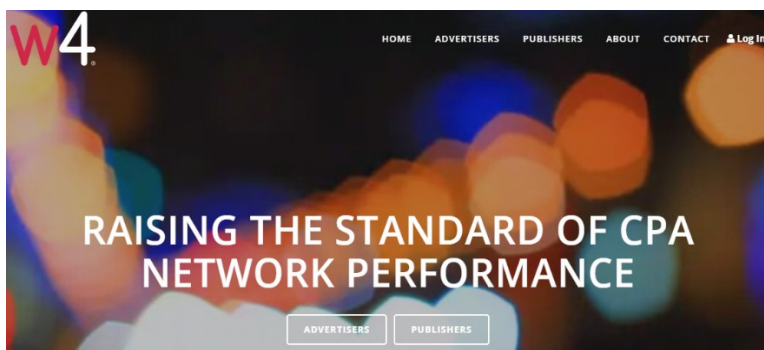 W4
HOME ADVERTISERS PUBLISHERS ABOUT CONTACT Log In
RAISING THE STANDARD OF CPA
NETWORK PERFORMANCE
ADVERTISERS PUBLISHERS